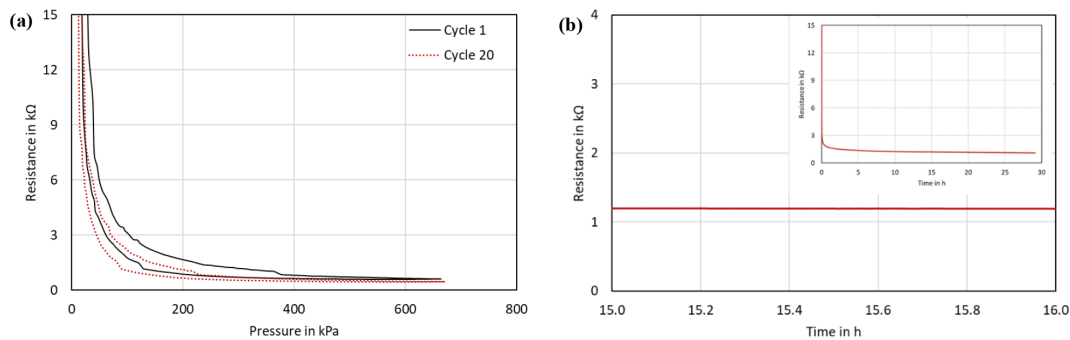 (a)
15
12
9
6
3
0
Resistance in kΩ
0 200 400 600 800
Pressure in kPa
Cycle 1
Cycle 20
(b)
4
3
2
1
0
Resistance in kΩ
15.0 15.2 15.4 15.6 15.8 16.0
Time in h
15
12
9
6
3
0
Resistance in kΩ
0 5 10 15 20 25 30
Time in h